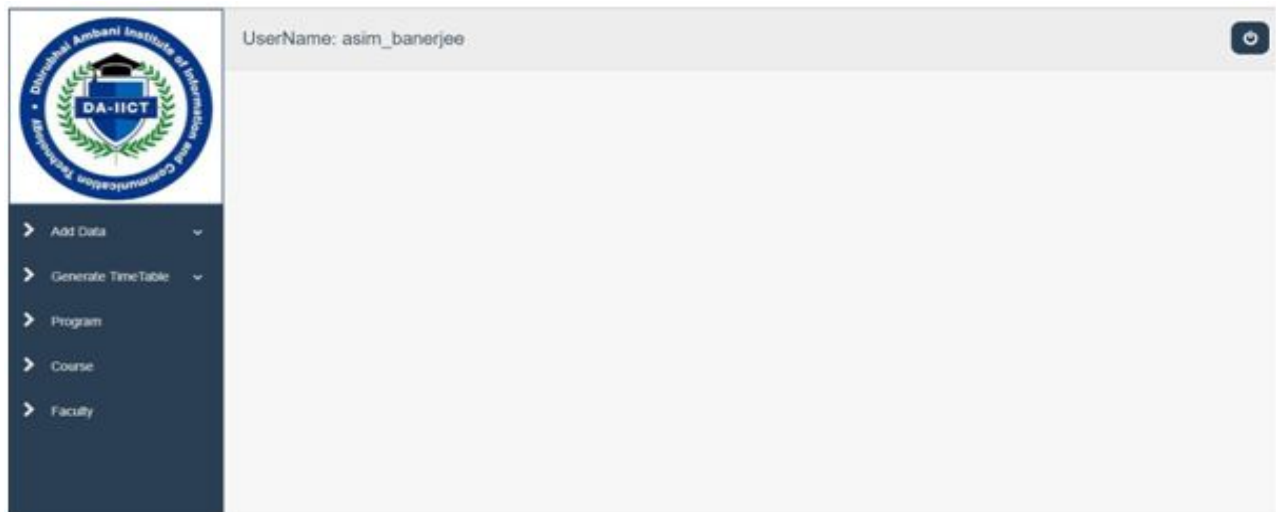 Dhirubhai Ambani Institute of Information and Communication Technology
DA-IICT
UserName: asim_banerjee
Add Data
Generate TimeTable
Program
Course
Faculty